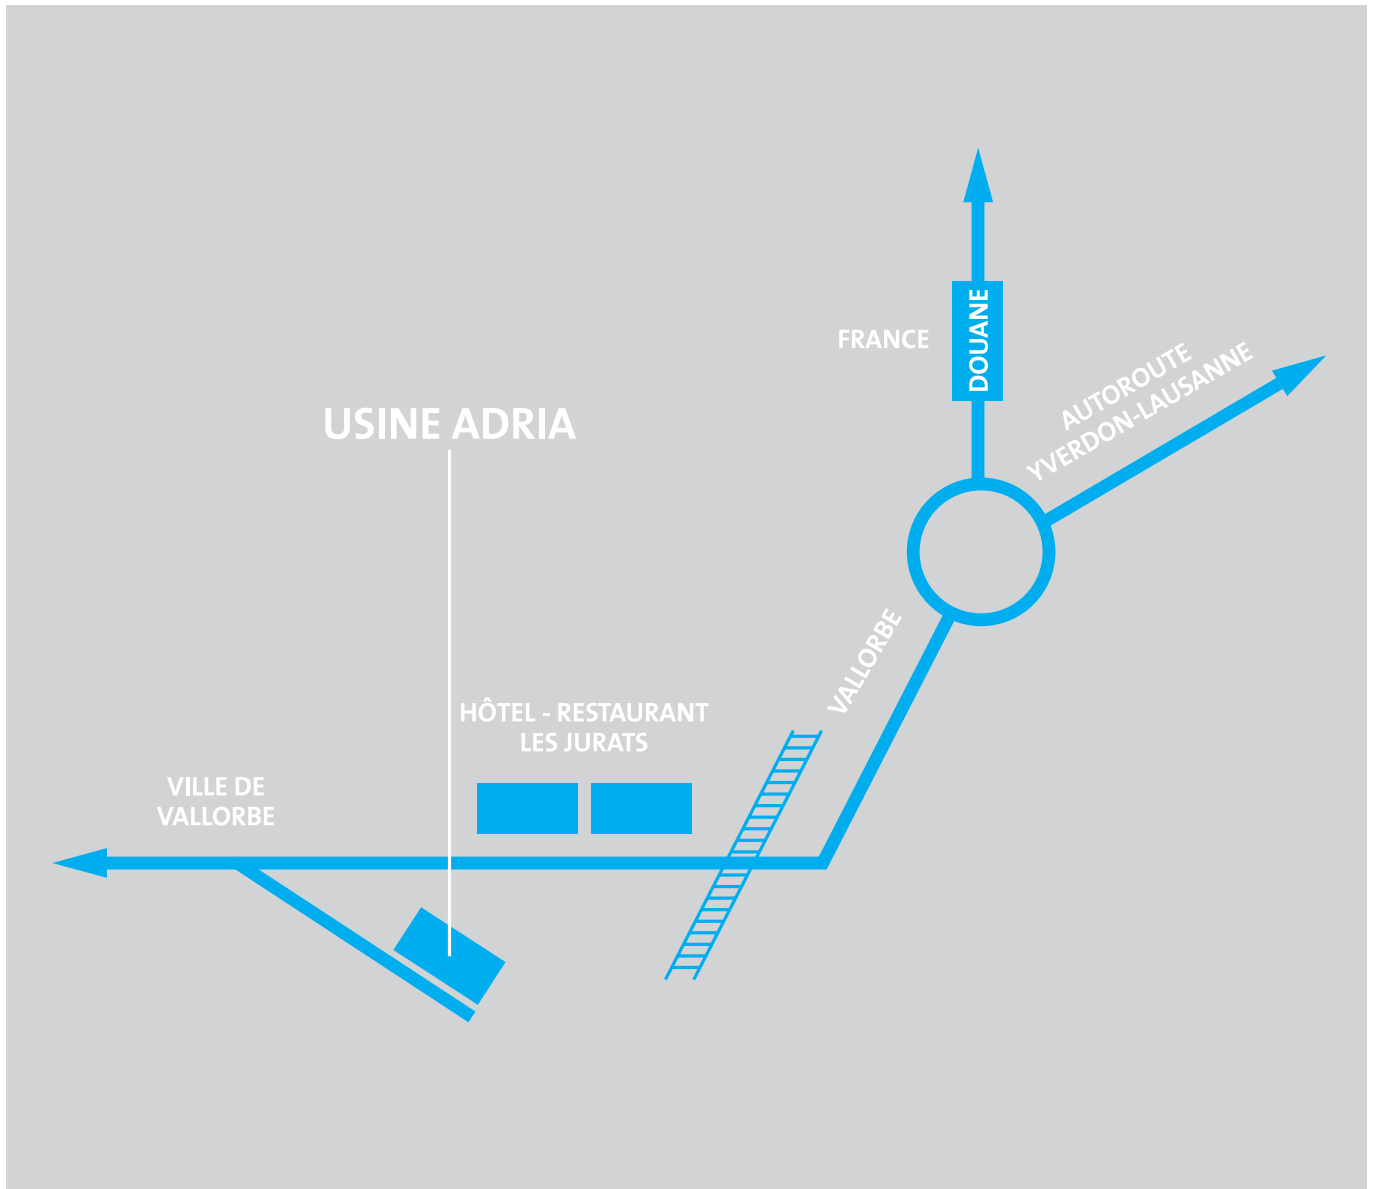 FRANCE
DOUANE
AUTOROUTE
YVERDON-LAUSANNE
USINE ADRIA
VALLORBE
HÔTEL - RESTAURANT
LES JURATS
VILLE DE
VALLORBE